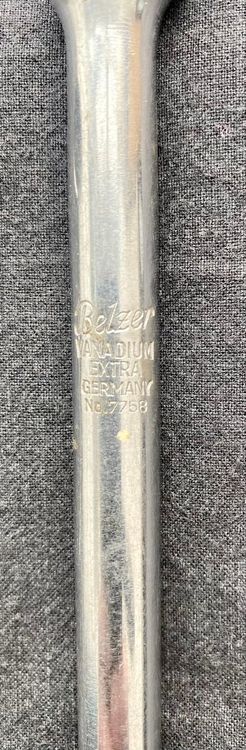 Belzer
VANADIUM
EXTRA
GERMANY
No. 7758